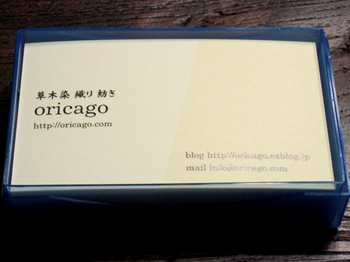 草木染 織り 紡ぎ
oricago
http://oricago.com
blog http://oricago.exblog.jp
mail info@oricago.com